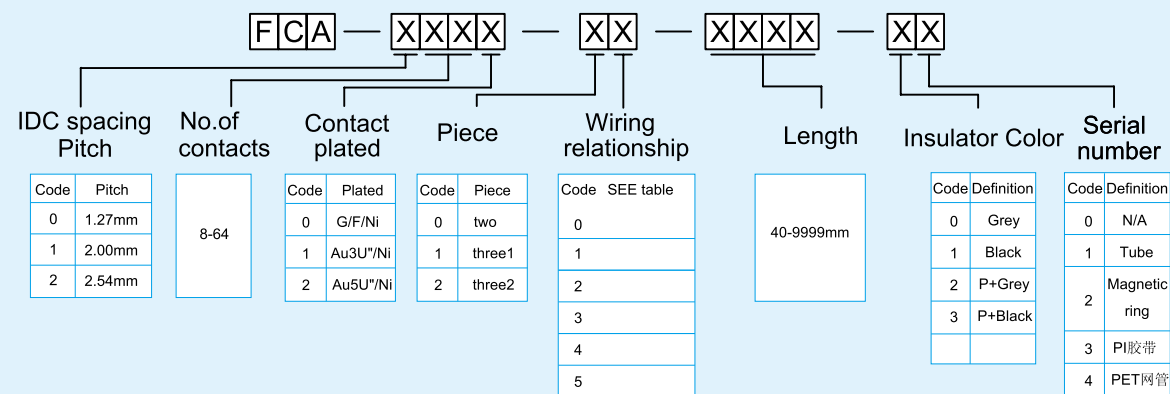 FCA — XXXX — XX — XXXX — XX
IDC spacing
Pitch
No.of
contacts
Contact
plated
Piece
Wiring
relationship
Length
Insulator Color
Serial
number
Code Pitch
0 1.27mm
1 2.00mm
2 2.54mm
8-64
Code Plated
0 G/F/Ni
1 Au3U"/Ni
2 Au5U"/Ni
Code Piece
0 two
1 three1
2 three2
Code SEE table
0
1
2
3
4
5
40-9999mm
Code Definition
0 Grey
1 Black
2 P+Grey
3 P+Black
Code Definition
0 N/A
1 Tube
2 Magnetic
ring
3 PI胶带
4 PET网管